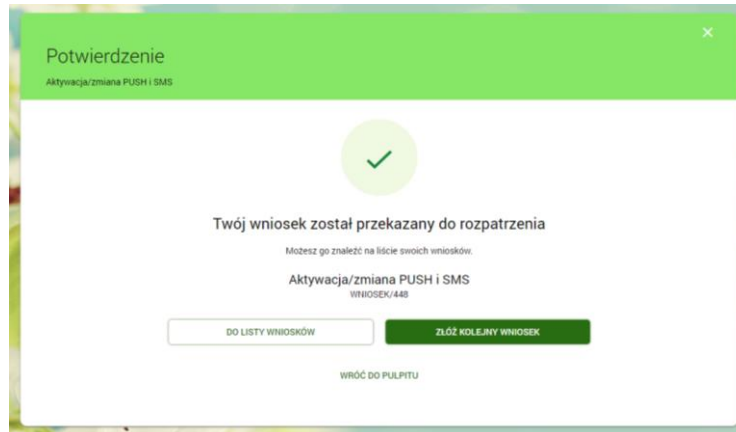 Potwierdzenie
Aktywacja/zmiana PUSH i SMS
Twój wniosek został przekazany do rozpatrzenia
Możesz go znaleźć na liście swoich wniosków.
Aktywacja/zmiana PUSH i SMS
WNIOSEK/448
DO LISTY WNIOSKÓW
ZŁÓŻ KOLEJNY WNIOSEK
WRÓĆ DO PULPITU